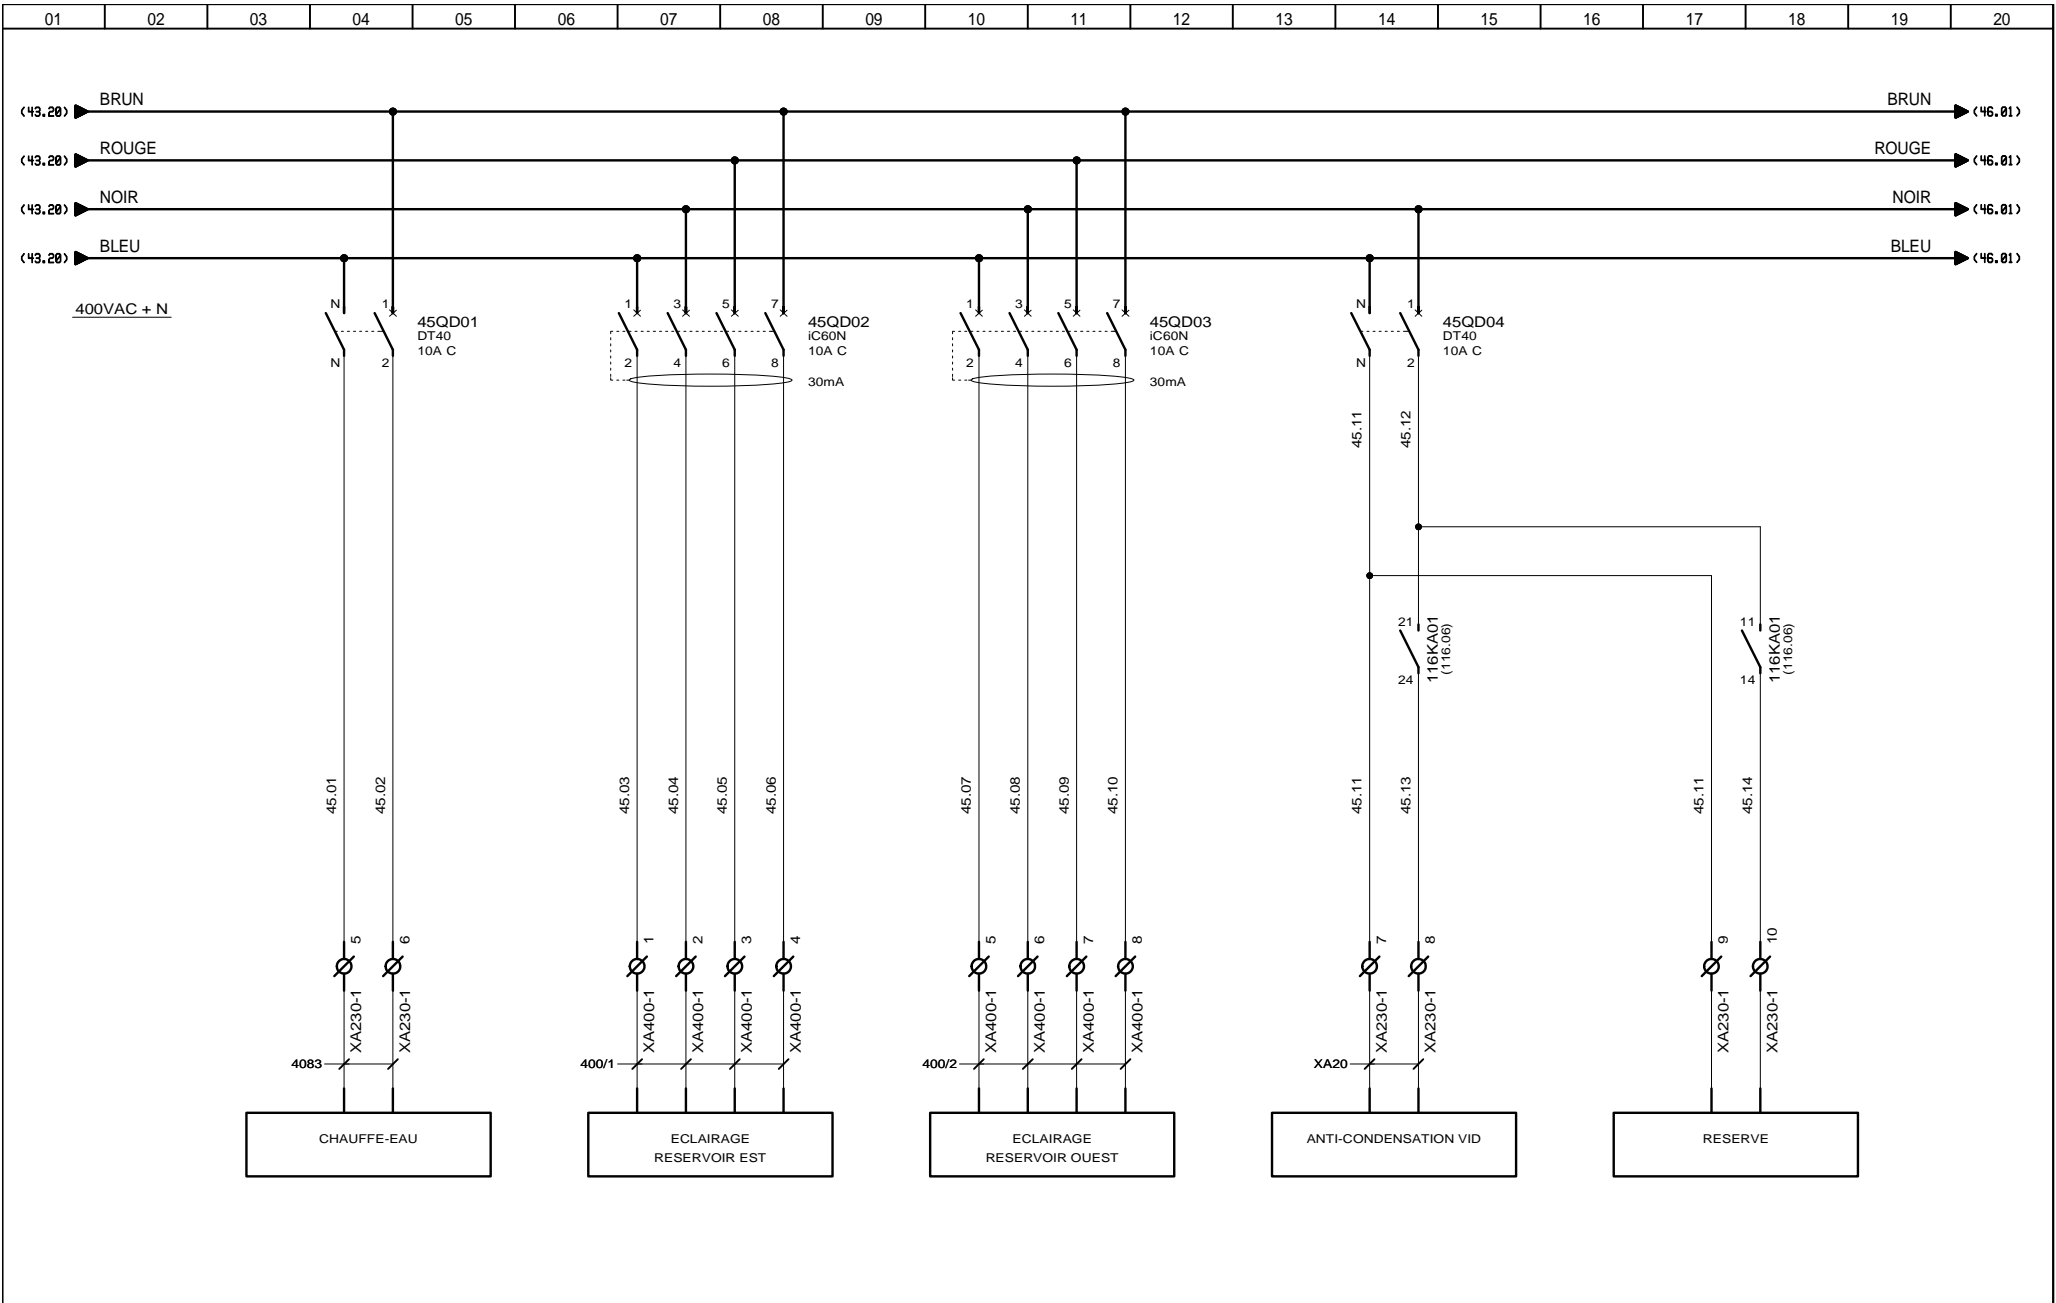 01 02 03 04 05 06 07 08 09 10 11 12 13 14 15 16 17 18 19 20
(43.20) BRUN BRUN (46.01)
(43.20) ROUGE ROUGE (46.01)
(43.20) NOIR NOIR (46.01)
(43.20) BLEU BLEU (46.01)
400VAC + N
N 1 1 3 5 7 1 3 5 7 N 1
45QD01 45QD02 45QD03 45QD04
DT40 iC60N iC60N DT40
10A C 10A C 10A C 10A C
N 2 2 4 6 8 2 4 6 8 N 2
30mA 30mA
45.11 45.12
21 11
116KA01 116KA01
(116.06) (116.06)
24 14
45.01 45.02 45.03 45.04 45.05 45.06 45.07 45.08 45.09 45.10 45.11 45.13 45.11 45.14
5 6 1 2 3 4 5 6 7 8 7 8 9 10
XA230-1 XA230-1 XA400-1 XA400-1 XA400-1 XA400-1 XA400-1 XA400-1 XA400-1 XA400-1 XA230-1 XA230-1 XA230-1 XA230-1
4083 400/1 400/2 XA20
CHAUFFE-EAU
ECLAIRAGE
RESERVOIR EST
ECLAIRAGE
RESERVOIR OUEST
ANTI-CONDENSATION VID
RESERVE